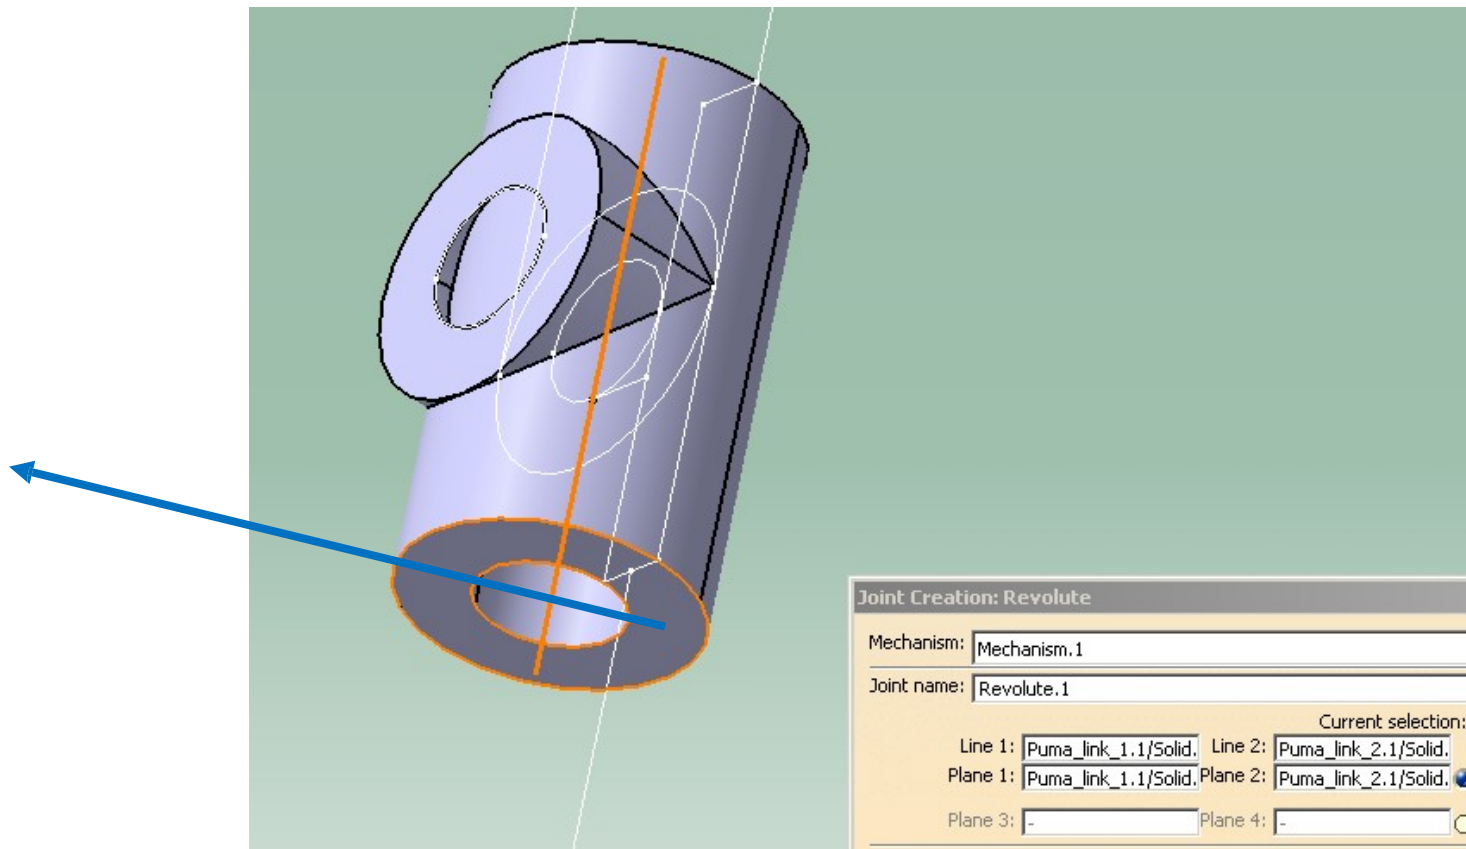 Joint Creation: Revolute
Mechanism: Mechanism.1
Joint name: Revolute.1
Current selection:
Line 1: Puma_link_1.1/Solid. Line 2: Puma_link_2.1/Solid.
Plane 1: Puma_link_1.1/Solid. Plane 2: Puma_link_2.1/Solid.
Plane 3: - Plane 4: -